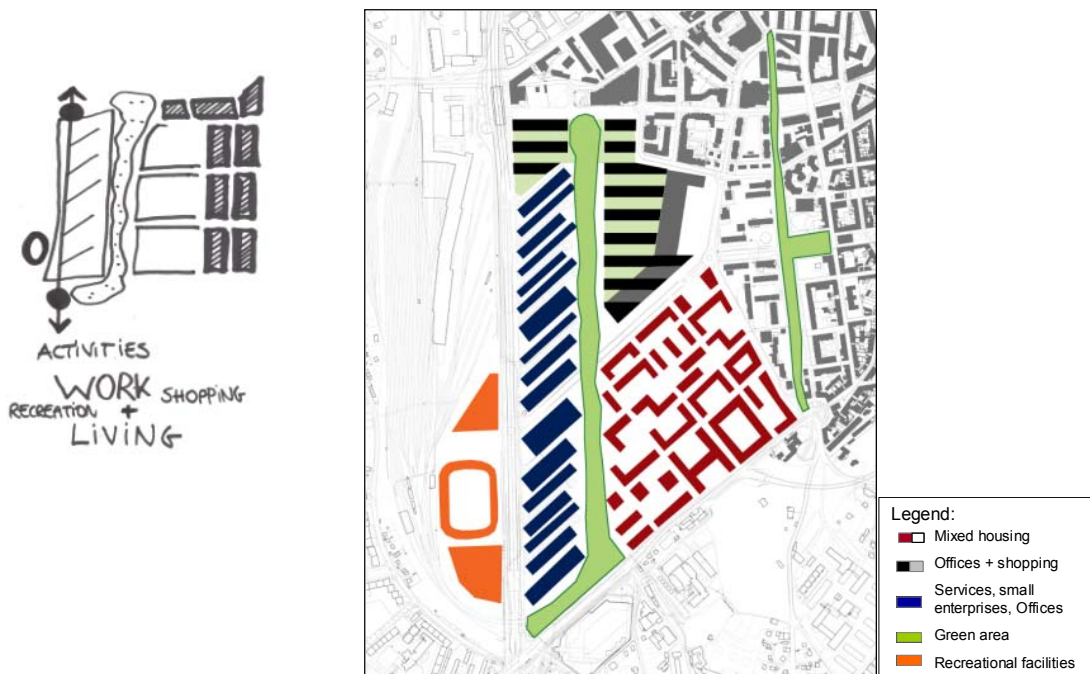 ACTIVITIES
WORK SHOPPING
RECREATION +
LIVING
Legend:
Mixed housing
Offices + shopping
Services, small
enterprises, Offices
Green area
Recreational facilities